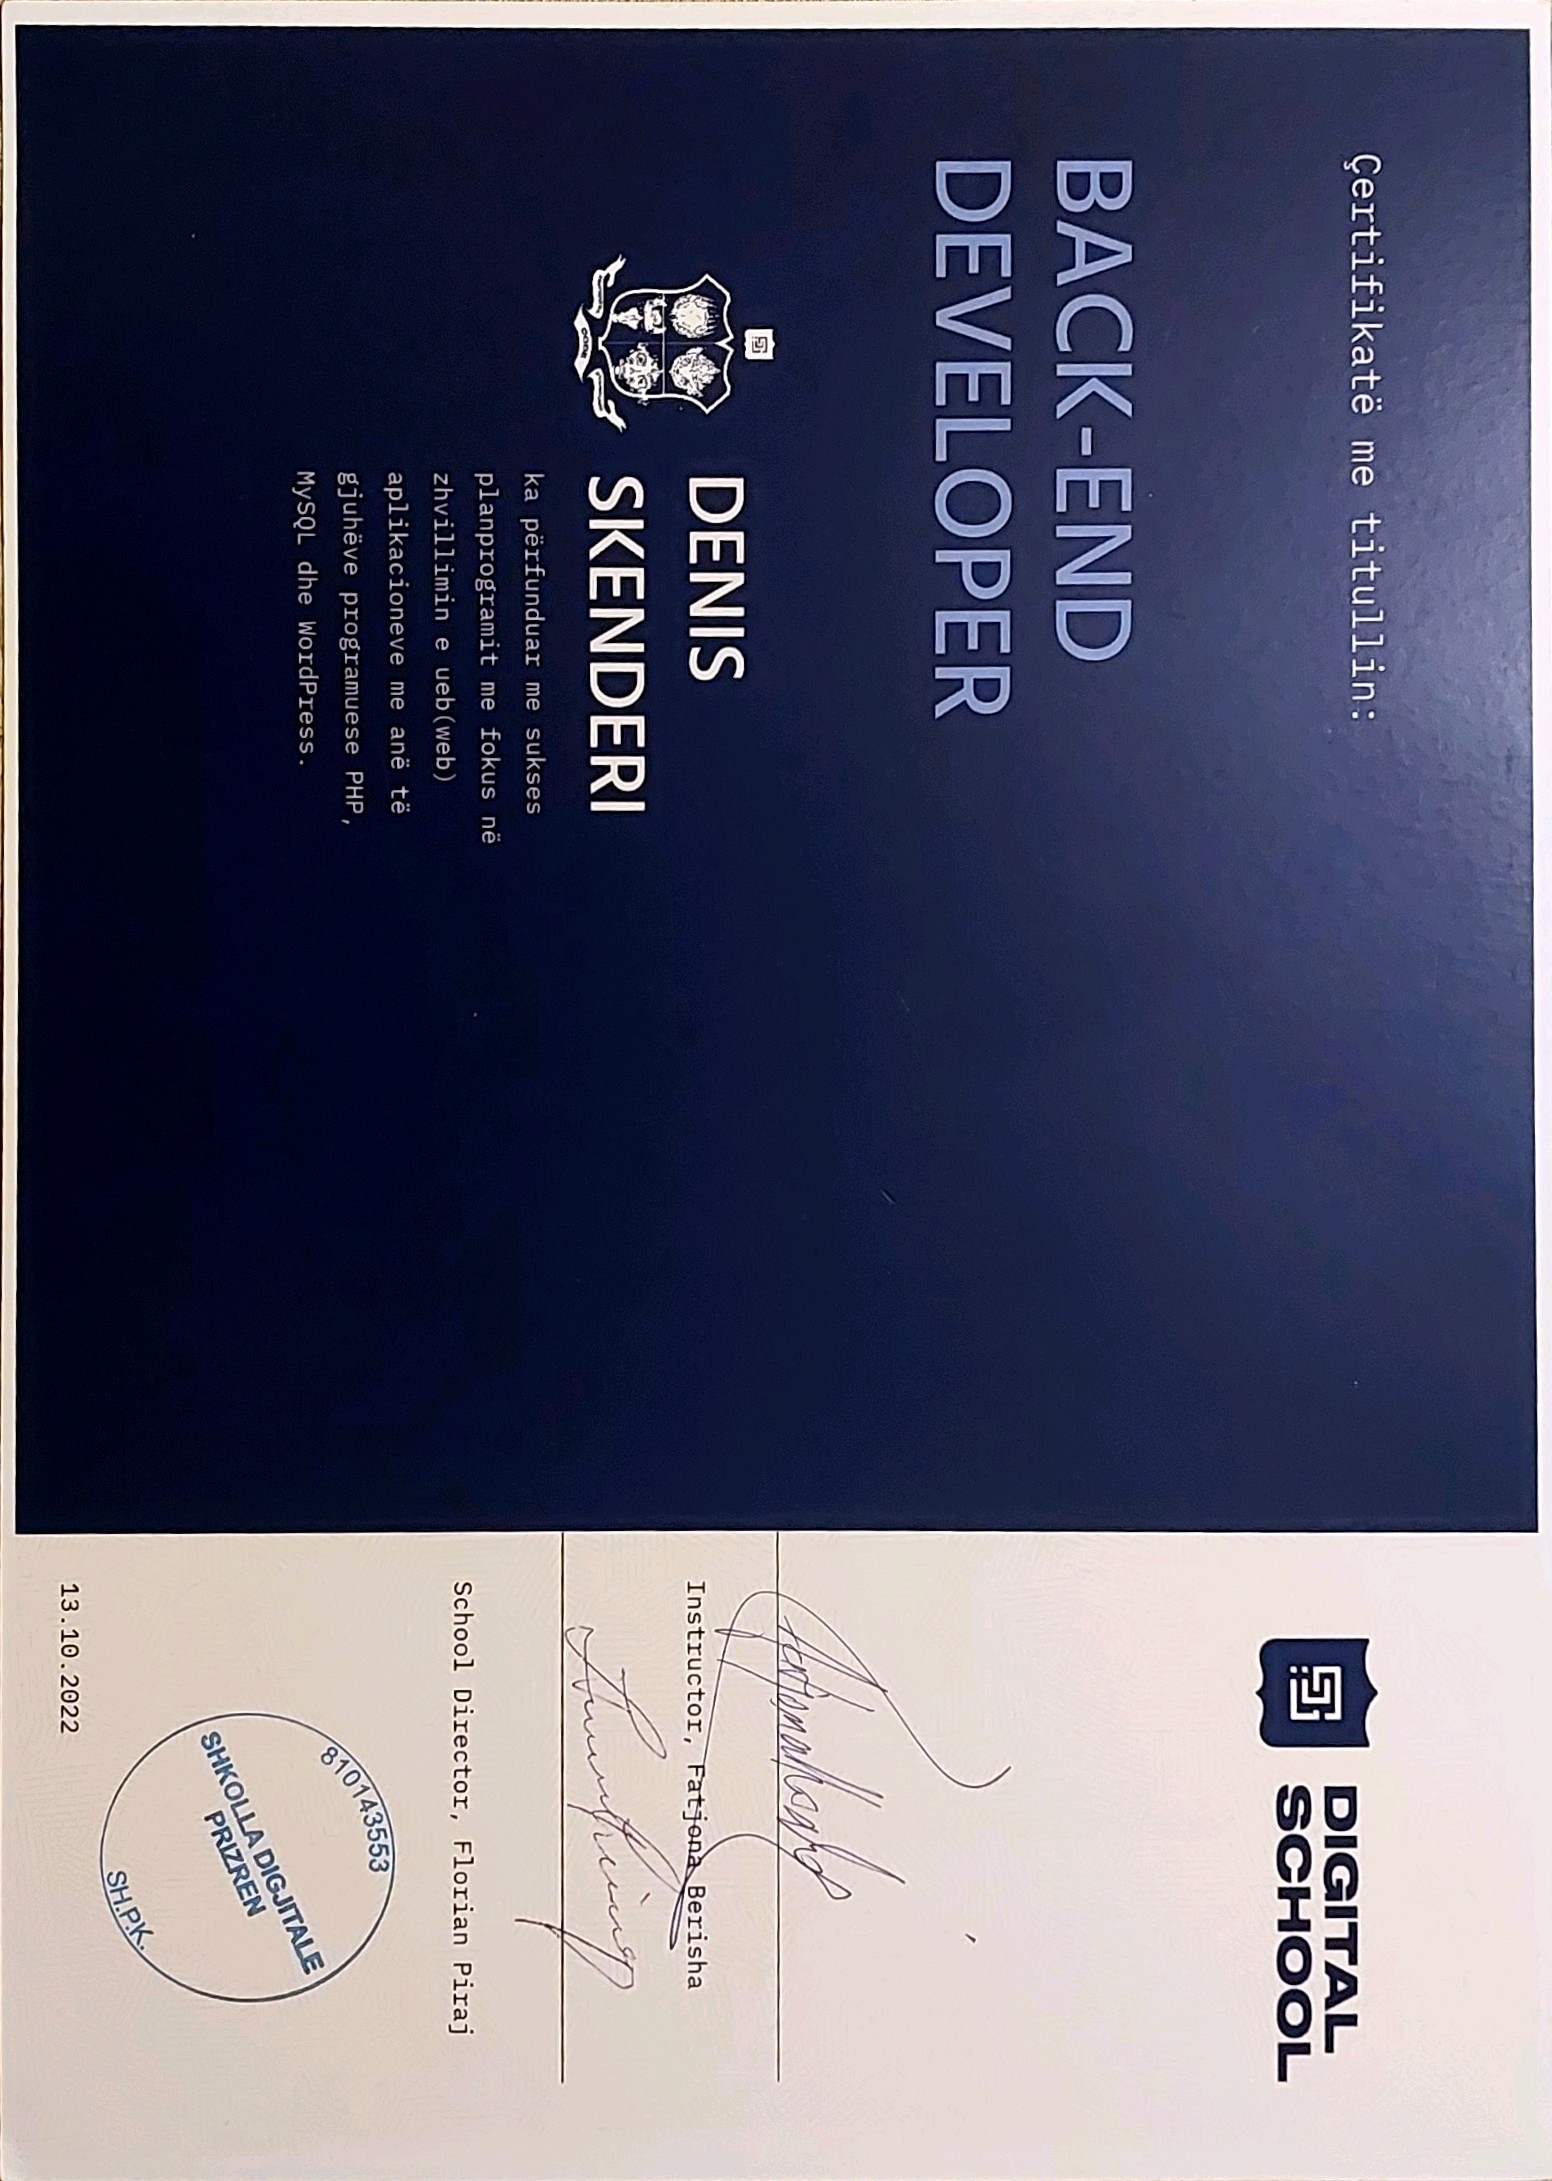 Çertifikatë me titullin:
BACK-END
DEVELOPER
DENIS
SKENDERI
ka përfunduar me sukses
planprogramit me fokus në
zhvillimin e ueb(web)
aplikacioneve me anë të
gjuhëve programuese PHP,
MySQL dhe WordPress.
DIGITAL
SCHOOL
Instructor, Fatjona Berisha
School Director, Florian Piraj
810143553
SHKOLLA DIGJITALE
PRIZREN
SH.P.K.
13.10.2022